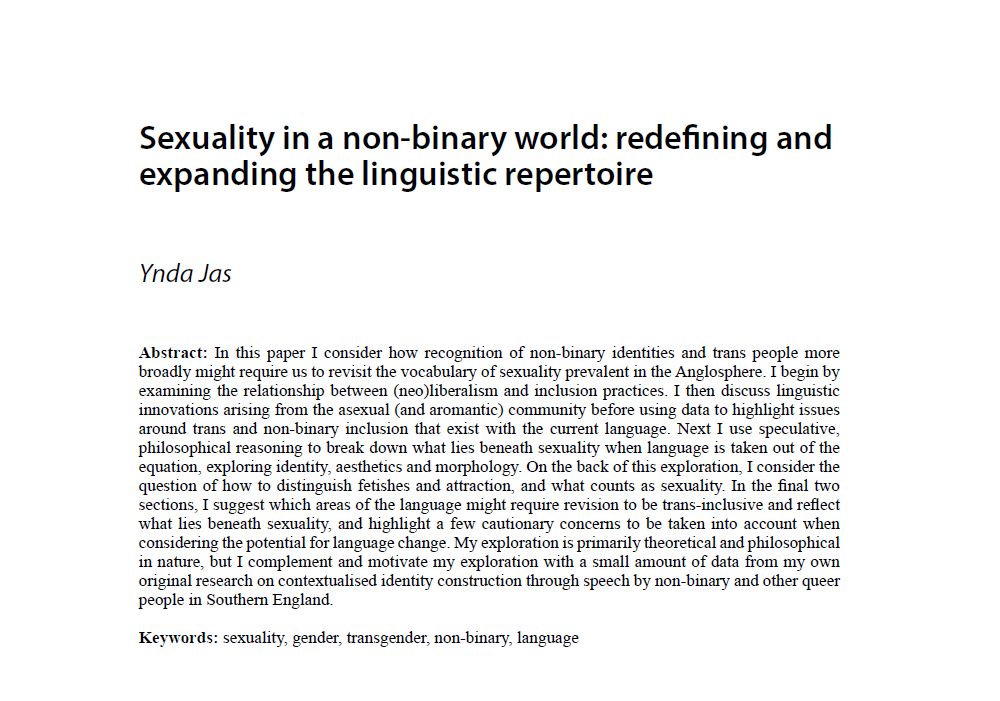 Sexuality in a non-binary world: redefining and
expanding the linguistic repertoire
Ynda Jas
Abstract: In this paper I consider how recognition of non-binary identities and trans people more
broadly might require us to revisit the vocabulary of sexuality prevalent in the Anglosphere. I begin by
examining the relationship between (neo)liberalism and inclusion practices. I then discuss linguistic
innovations arising from the asexual (and aromantic) community before using data to highlight issues
around trans and non-binary inclusion that exist with the current language. Next I use speculative,
philosophical reasoning to break down what lies beneath sexuality when language is taken out of the
equation, exploring identity, aesthetics and morphology. On the back of this exploration, I consider the
question of how to distinguish fetishes and attraction, and what counts as sexuality. In the final two
sections, I suggest which areas of the language might require revision to be trans-inclusive and reflect
what lies beneath sexuality, and highlight a few cautionary concerns to be taken into account when
considering the potential for language change. My exploration is primarily theoretical and philosophical
in nature, but I complement and motivate my exploration with a small amount of data from my own
original research on contextualised identity construction through speech by non-binary and other queer
people in Southern England.
Keywords: sexuality, gender, transgender, non-binary, language